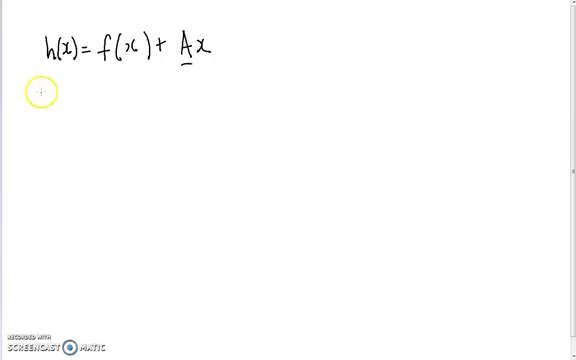 h(x) = f(x) + Ax
RECORDED WITH
SCREENCAST MATIC